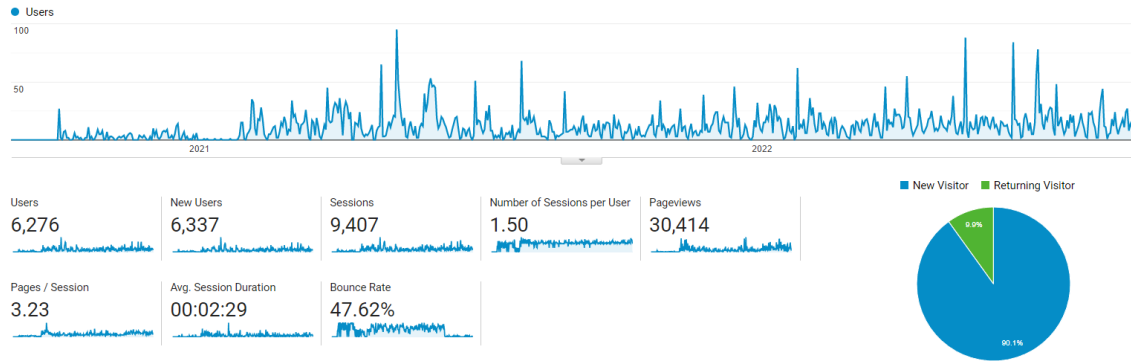 Users
100
50
2021
2022
New Visitor
Returning Visitor
Users
New Users
Sessions
Number of Sessions per User
Pageviews
6,276
6,337
9,407
1.50
30,414
9.9%
Pages / Session
Avg. Session Duration
Bounce Rate
3.23
00:02:29
47.62%
90.1%